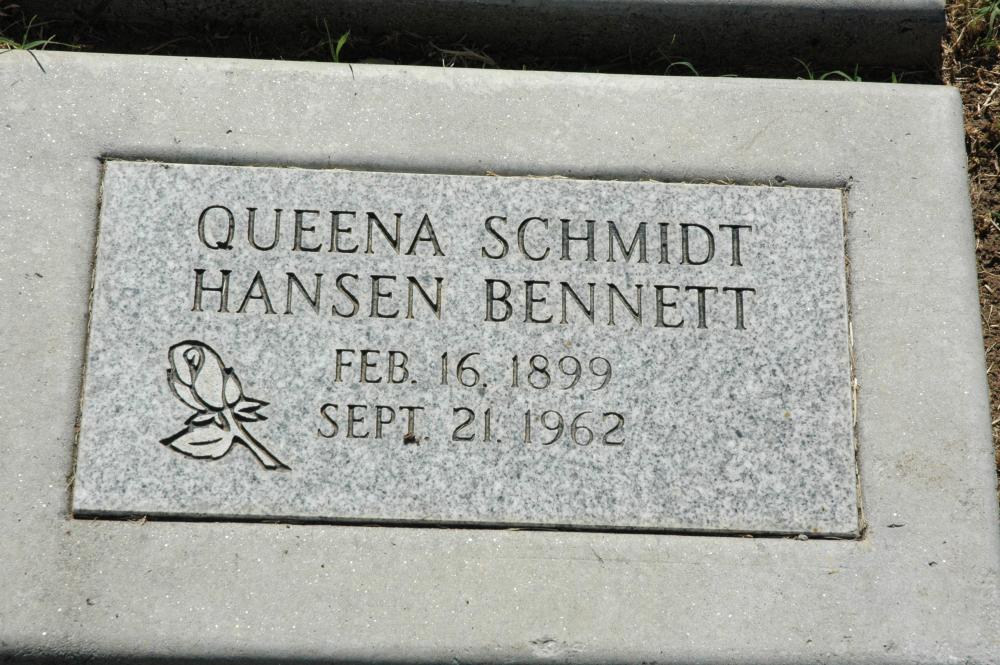 QUEENA SCHMIDT
HANSEN BENNETT
FEB. 16. 1899
SEPT. 21. 1962